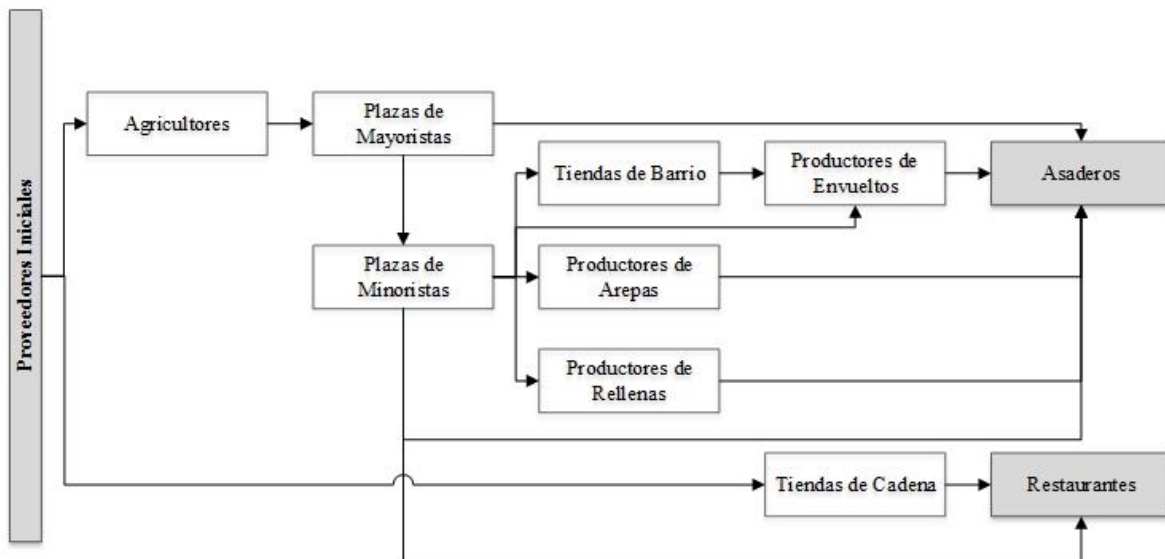 Proveedores Iniciales
Agricultores
Plazas de
Mayoristas
Tiendas de Barrio
Productores de
Envueltos
Asaderos
Plazas de
Minoristas
Productores de
Arepas
Productores de
Rellenas
Tiendas de Cadena
Restaurantes